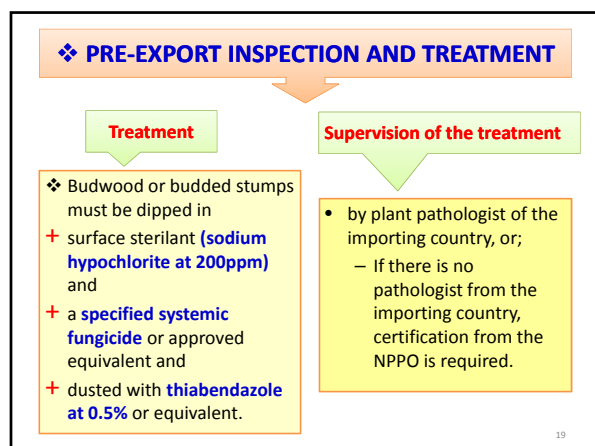 ❖ PRE-EXPORT INSPECTION AND TREATMENT
Treatment
❖ Budwood or budded stumps
must be dipped in
+ surface sterilant (sodium
hypochlorite at 200ppm)
and
+ a specified systemic
fungicide or approved
equivalent and
+ dusted with thiabendazole
at 0.5% or equivalent.
Supervision of the treatment
• by plant pathologist of the
importing country, or;
– If there is no
pathologist from the
importing country,
certification from the
NPPO is required.
19